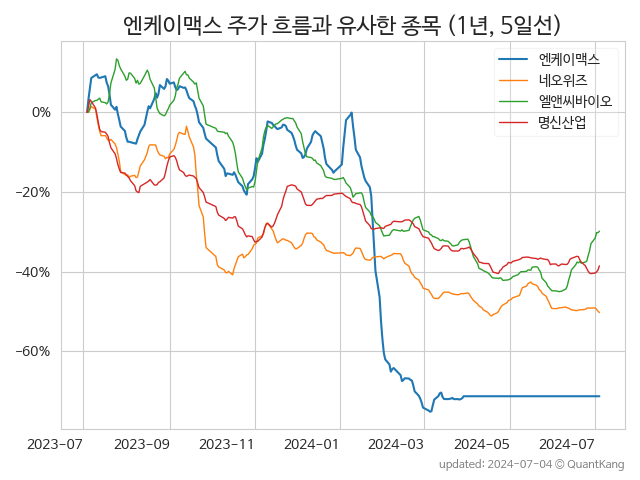 엔케이맥스 주가 흐름과 유사한 종목 (1년, 5일선)
엔케이맥스
네오위즈
엘앤씨바이오
명신산업
0%
−20%
−40%
−60%
2023-07
2023-09
2023-11
2024-01
2024-03
2024-05
2024-07
updated: 2024-07-04 © QuantKang